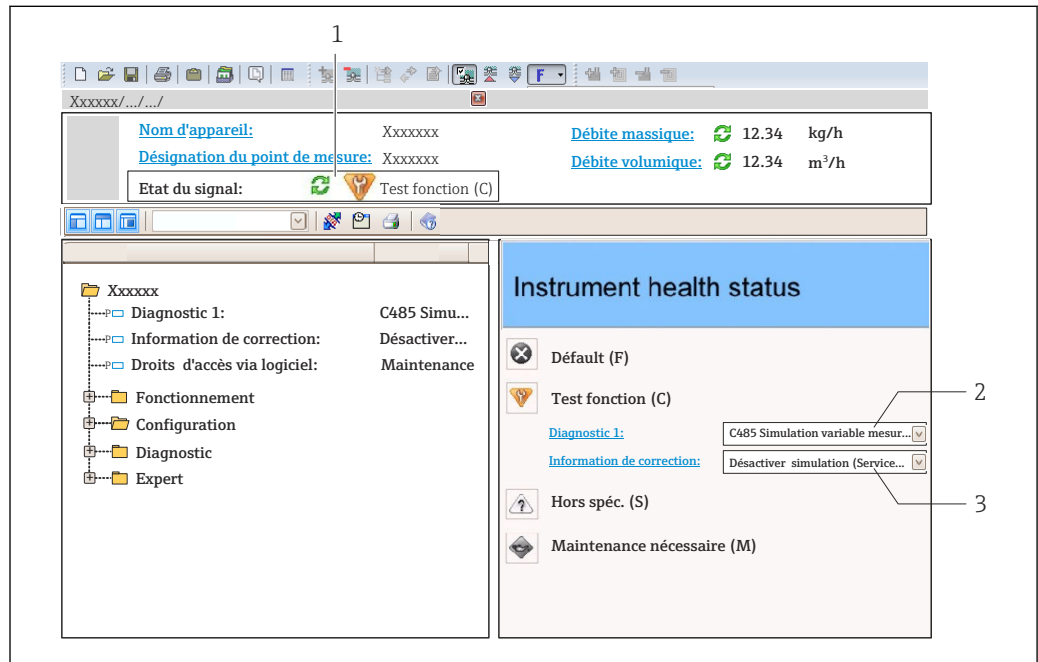 1
F
Xxxxxx/.../.../
Nom d'appareil: Xxxxxxx Débite massique: 12.34 kg/h
Désignation du point de mesure: Xxxxxxx Débite volumique: 12.34 m³/h
Etat du signal: Test fonction (C)
Xxxxxx
Diagnostic 1: C485 Simu...
Information de correction: Désactiver...
Droits d'accès via logiciel: Maintenance
Fonctionnement
Configuration
Diagnostic
Expert
Instrument health status
Défault (F)
Test fonction (C)
Diagnostic 1: C485 Simulation variable mesur... 2
Information de correction: Désactiver simulation (Service... 3
Hors spéc. (S)
Maintenance nécessaire (M)